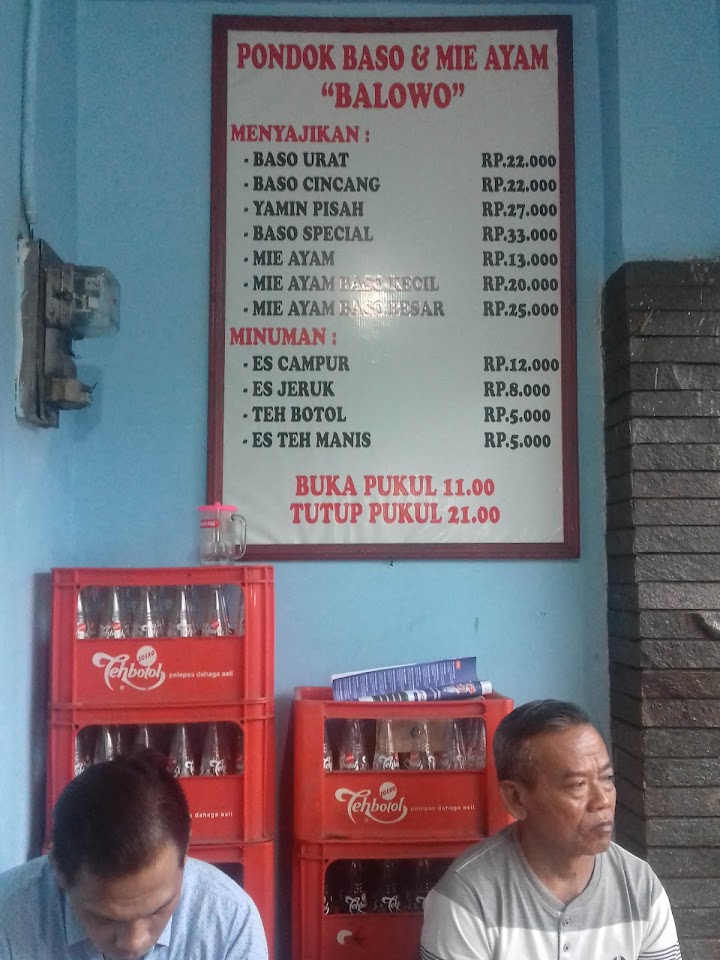 PONDOK BASO & MIE AYAM
“BALOWO”
MENYAJIKAN :
- BASO URAT RP.22.000
- BASO CINCANG RP.22.000
- YAMIN PISAH RP.27.000
- BASO SPECIAL RP.33.000
- MIE AYAM RP.13.000
- MIE AYAM BASO KECIL RP.20.000
- MIE AYAM BASO BESAR RP.25.000
MINUMAN :
- ES CAMPUR RP.12.000
- ES JERUK RP.8.000
- TEH BOTOL RP.5.000
- ES TEH MANIS RP.5.000
BUKA PUKUL 11.00
TUTUP PUKUL 21.00
Tehbotol sosro pelepas dahaga asli
dahaga asli
Tehbotol sosro pelepas dahaga asli